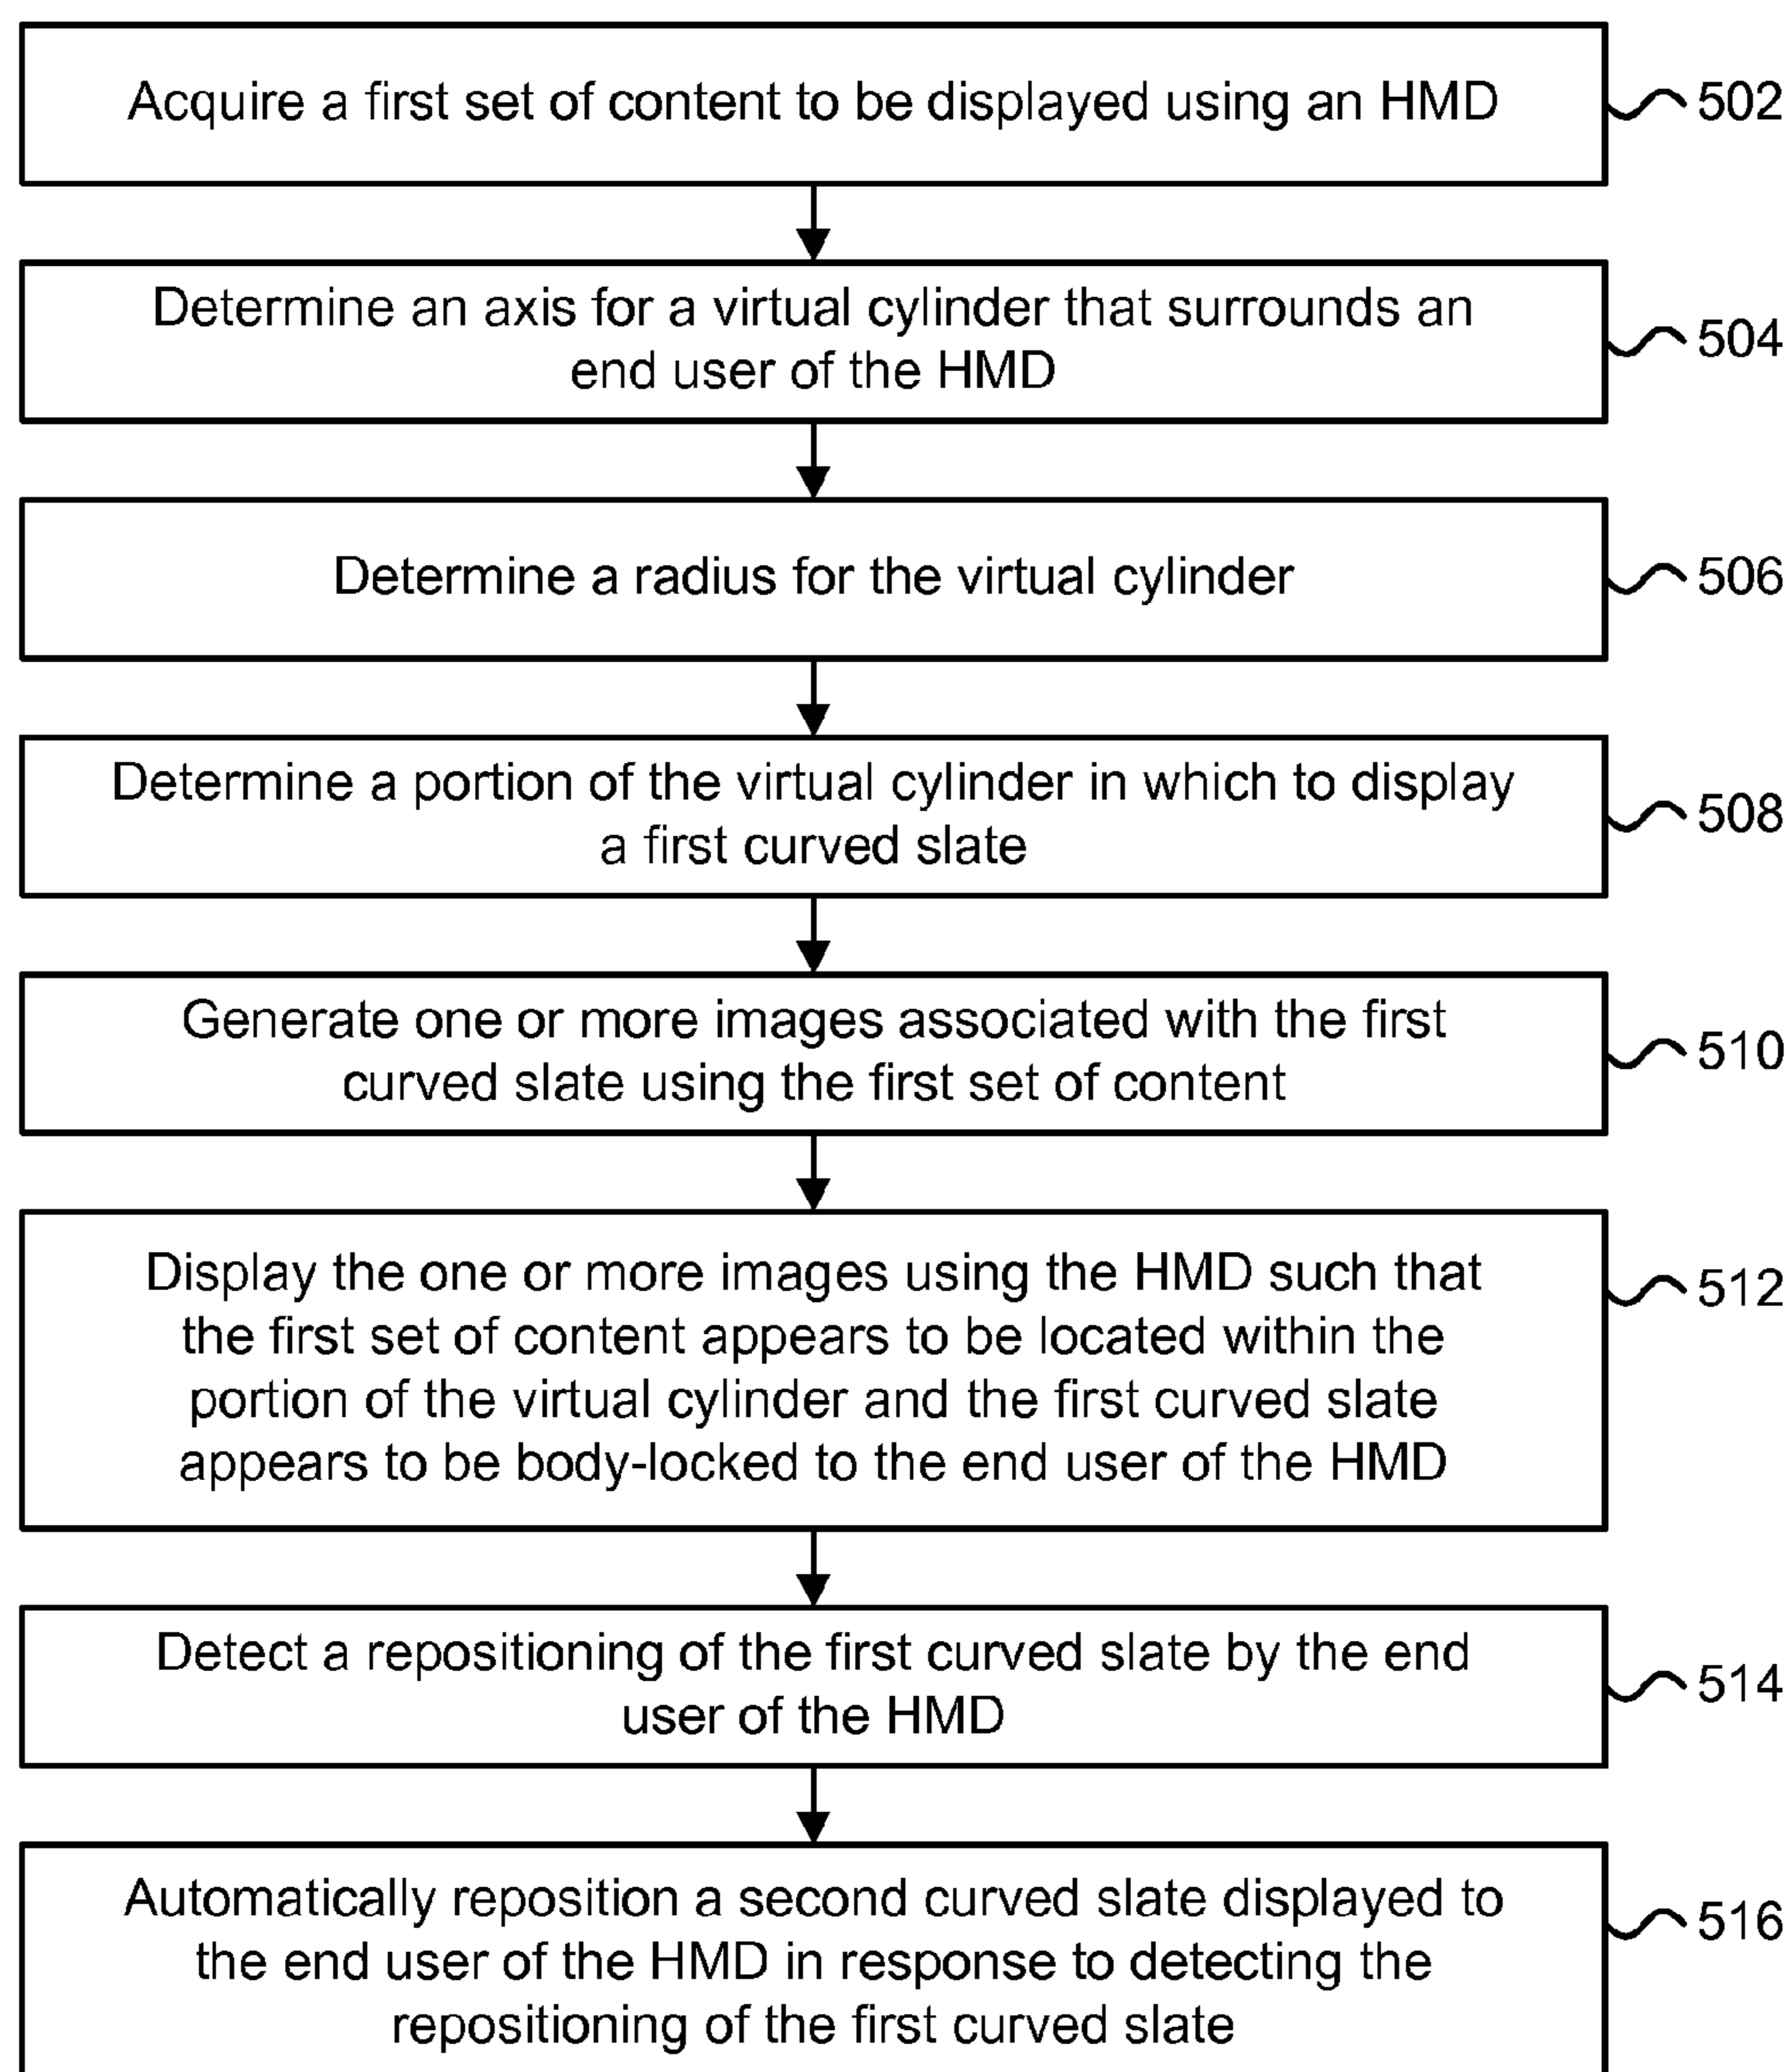 Acquire a first set of content to be displayed using an HMD
502
Determine an axis for a virtual cylinder that surrounds an
end user of the HMD
504
Determine a radius for the virtual cylinder
506
Determine a portion of the virtual cylinder in which to display
a first curved slate
508
Generate one or more images associated with the first
curved slate using the first set of content
510
Display the one or more images using the HMD such that
the first set of content appears to be located within the
portion of the virtual cylinder and the first curved slate
appears to be body-locked to the end user of the HMD
512
Detect a repositioning of the first curved slate by the end
user of the HMD
514
Automatically reposition a second curved slate displayed to
the end user of the HMD in response to detecting the
repositioning of the first curved slate
516